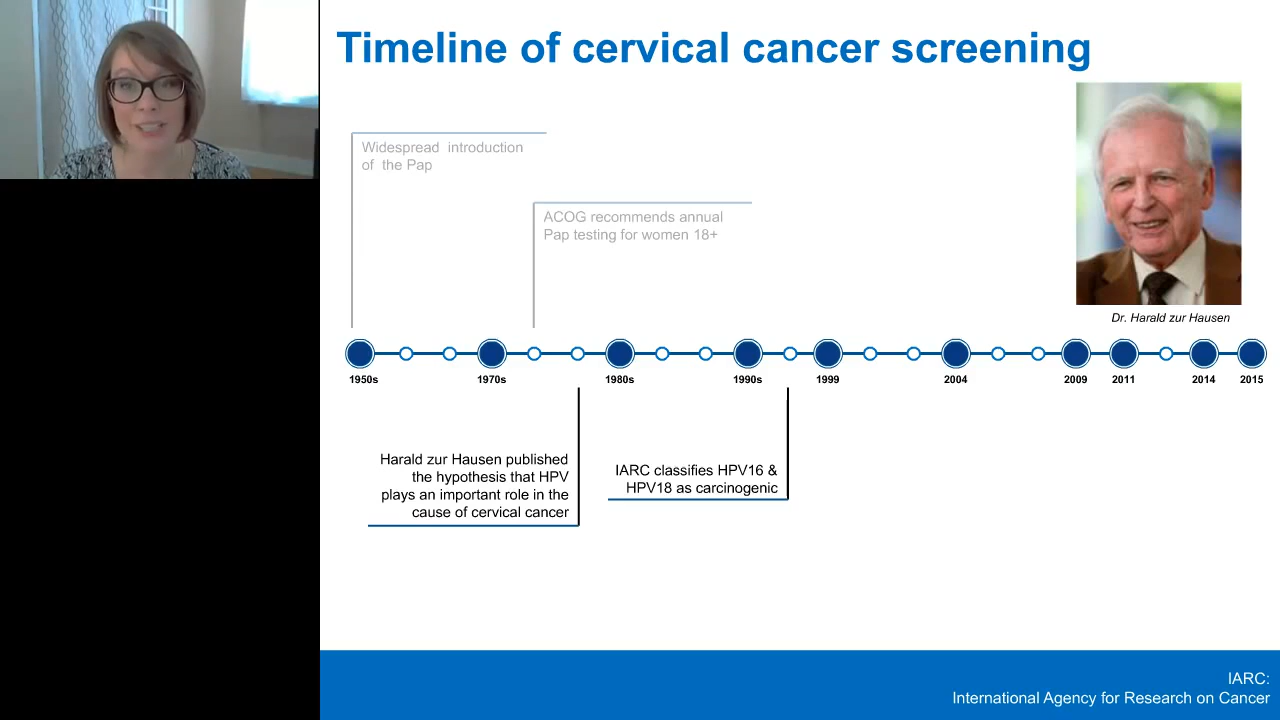 Timeline of cervical cancer screening
Widespread introduction
of the Pap
ACOG recommends annual
Pap testing for women 18+
Dr. Harald zur Hausen
1950s 1970s 1980s 1990s 1999 2004 2009 2011 2014 2015
Harald zur Hausen published
the hypothesis that HPV
plays an important role in the
cause of cervical cancer
IARC classifies HPV16 &
HPV18 as carcinogenic
IARC:
International Agency for Research on Cancer